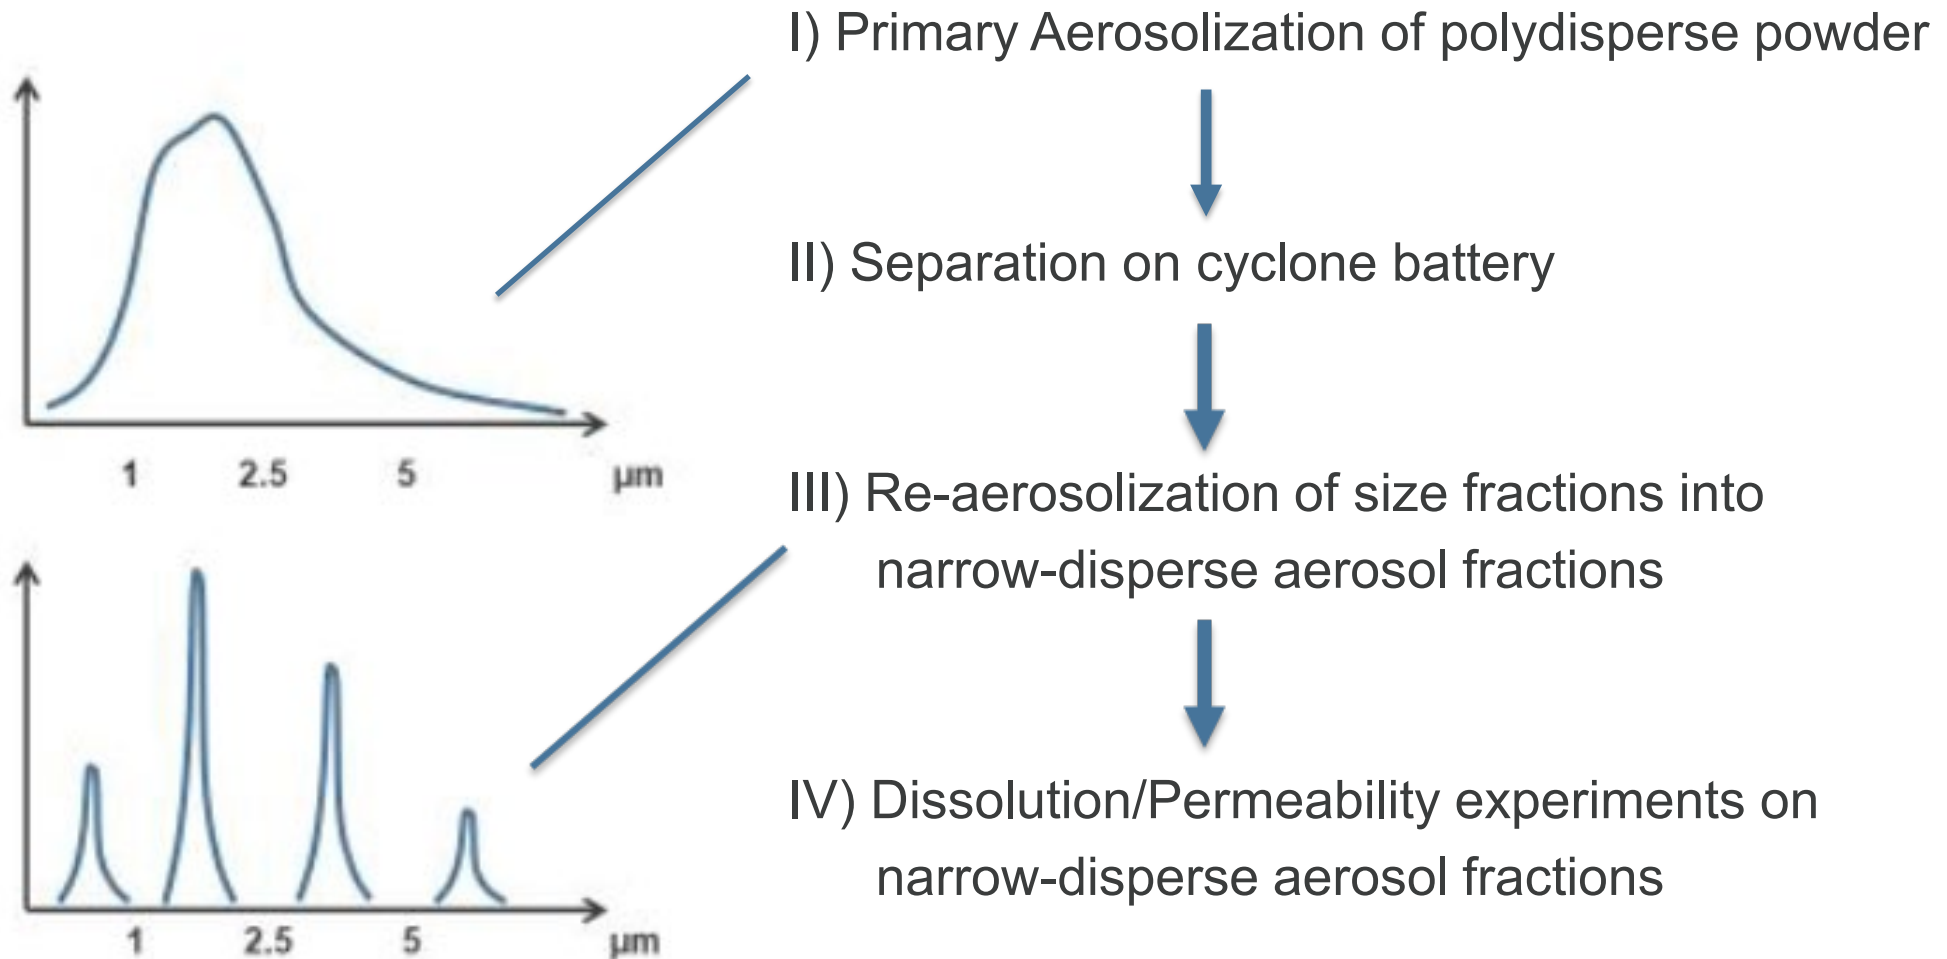 I) Primary Aerosolization of polydisperse powder
II) Separation on cyclone battery
1 2.5 5 µm
III) Re-aerosolization of size fractions into
narrow-disperse aerosol fractions
IV) Dissolution/Permeability experiments on
narrow-disperse aerosol fractions
1 2.5 5 µm